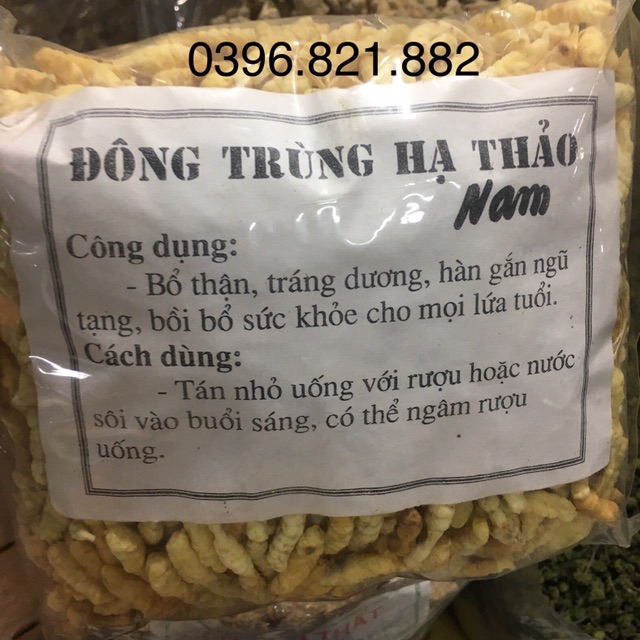 0396.821.882
ĐÔNG TRÙNG HẠ THẢO
Nam
Công dụng:
- Bổ thận, tráng dương, hàn gắn ngũ
tạng, bồi bổ sức khỏe cho mọi lứa tuổi.
Cách dùng:
- Tán nhỏ uống với rượu hoặc nước
sôi vào buổi sáng, có thể ngâm rượu
uống.
THẠT